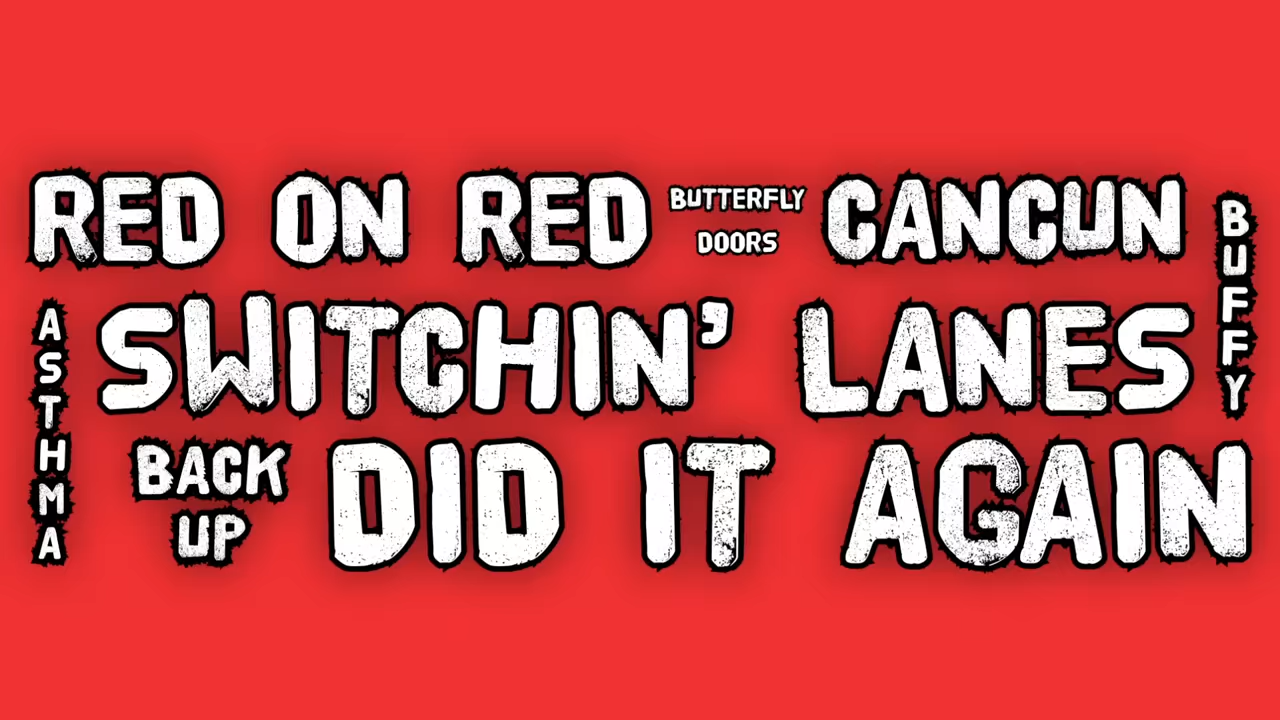 RED ON RED
BUTTERFLY
DOORS
CANCUN
BUFFY
ASTHMA
SWITCHIN’ LANES
BACK
UP
DID IT AGAIN